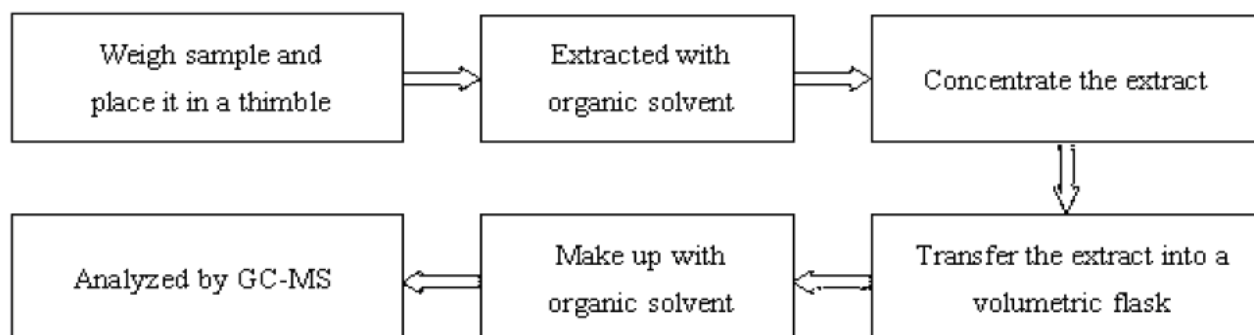 Weigh sample and
place it in a thimble
Extracted with
organic solvent
Concentrate the extract
Transfer the extract into a
volumetric flask
Make up with
organic solvent
Analyzed by GC-MS